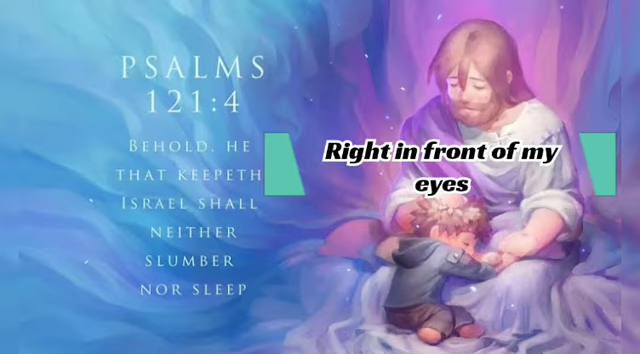 PSALMS
121:4
BEHOLD, HE
THAT KEEPETH
ISRAEL SHALL
NEITHER
SLUMBER
NOR SLEEP
Right in front of my
eyes